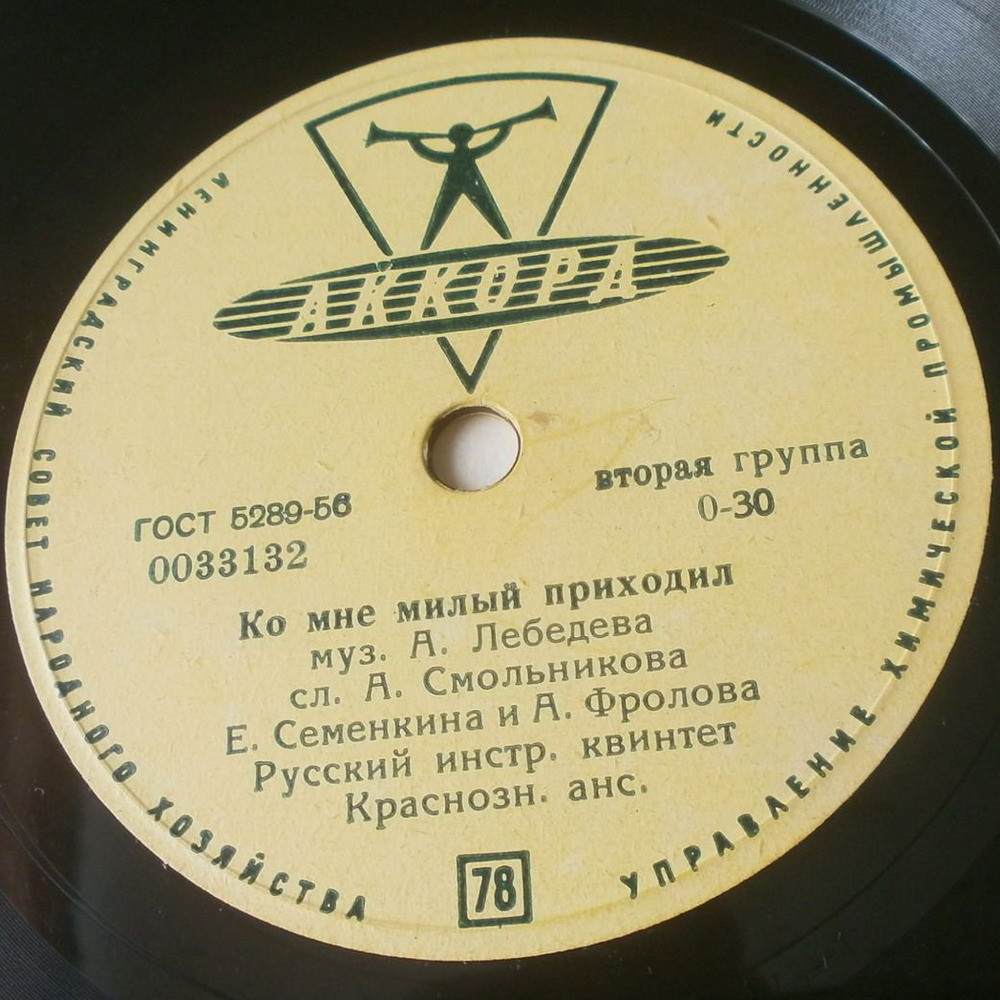 АККОРД
ЛЕНИНГРАДСКИЙ СОВЕТ НАРОДНОГО ХОЗЯЙСТВА
УПРАВЛЕНИЕ ХИМИЧЕСКОЙ ПРОМЫШЛЕННОСТИ
ГОСТ 5289-56
0033132
вторая группа
0-30
Ко мне милый приходил
муз. А. Лебедева
сл. А. Смольникова
Е. Семенкина и А. Фролова
Русский инстр. квинтет
Краснозн. анс.
78